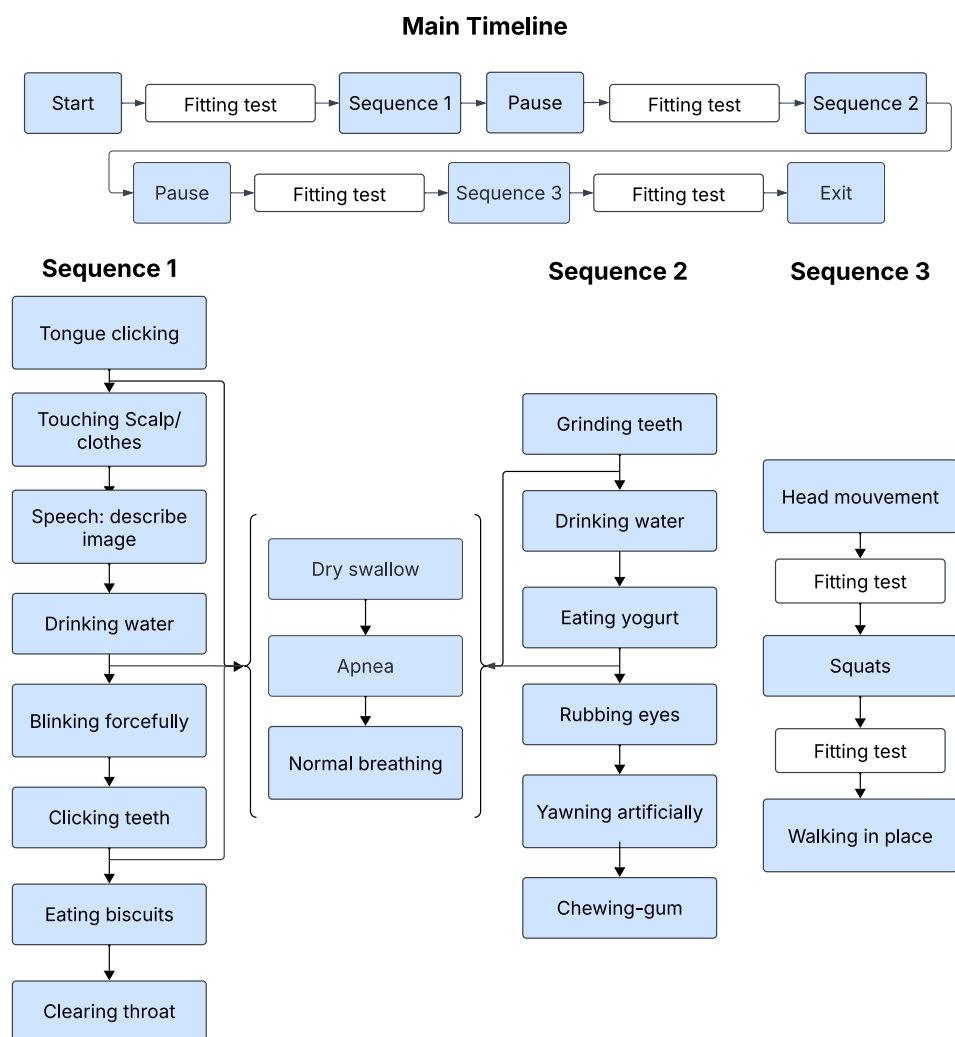 Main Timeline
Start
Fitting test
Sequence 1
Pause
Fitting test
Sequence 2
Pause
Fitting test
Sequence 3
Fitting test
Exit
Sequence 1
Tongue clicking
Touching Scalp/
clothes
Speech: describe
image
Drinking water
Blinking forcefully
Clicking teeth
Eating biscuits
Clearing throat
Dry swallow
Apnea
Normal breathing
Sequence 2
Grinding teeth
Drinking water
Eating yogurt
Rubbing eyes
Yawning artificially
Chewing-gum
Sequence 3
Head mouvement
Fitting test
Squats
Fitting test
Walking in place